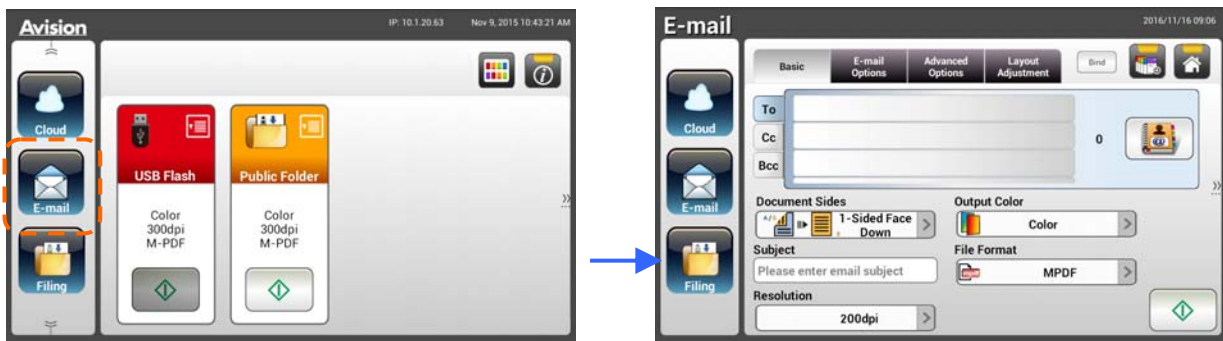 Avision
IP: 10.1.20.63
Nov 9, 2015 10:43:21 AM
Cloud
E-mail
Filing
USB Flash
Color
300dpi
M-PDF
Public Folder
Color
300dpi
M-PDF
E-mail
2016/11/16 09:06
Cloud
E-mail
Filing
Basic
E-mail
Options
Advanced
Options
Layout
Adjustment
Bind
To
Cc
Bcc
0
Document Sides
1-Sided Face
Down
Output Color
Color
Subject
Please enter email subject
File Format
MPDF
Resolution
200dpi